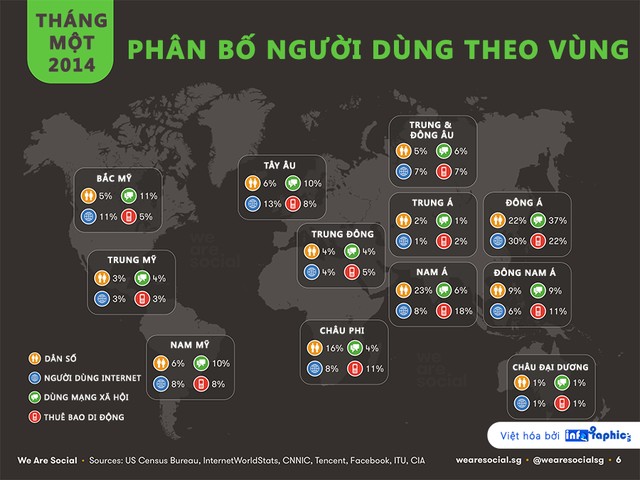 THÁNG
MỘT
2014
PHÂN BỐ NGƯỜI DÙNG THEO VÙNG
TRUNG &
ĐÔNG ÂU
5% 6%
7% 7%
TÂY ÂU
6% 10%
13% 8%
BẮC MỸ
5% 11%
11% 5%
TRUNG Á
2% 1%
1% 2%
ĐÔNG Á
22% 37%
30% 22%
TRUNG ĐÔNG
4% 4%
4% 5%
TRUNG MỸ
3% 4%
3% 3%
NAM Á
23% 6%
8% 18%
ĐÔNG NAM Á
9% 9%
6% 11%
CHÂU PHI
16% 4%
8% 11%
NAM MỸ
6% 10%
8% 8%
CHÂU ĐẠI DƯƠNG
1% 1%
1% 1%
we are
social
we are
social
DÂN SỐ
NGƯỜI DÙNG INTERNET
DÙNG MẠNG XÃ HỘI
THUÊ BAO DI ĐỘNG
Việt hóa bởi
We Are Social • Sources: US Census Bureau, InternetWorldStats, CNNIC, Tencent, Facebook, ITU, CIA
wearesocial.sg • @wearesocialsg • 6